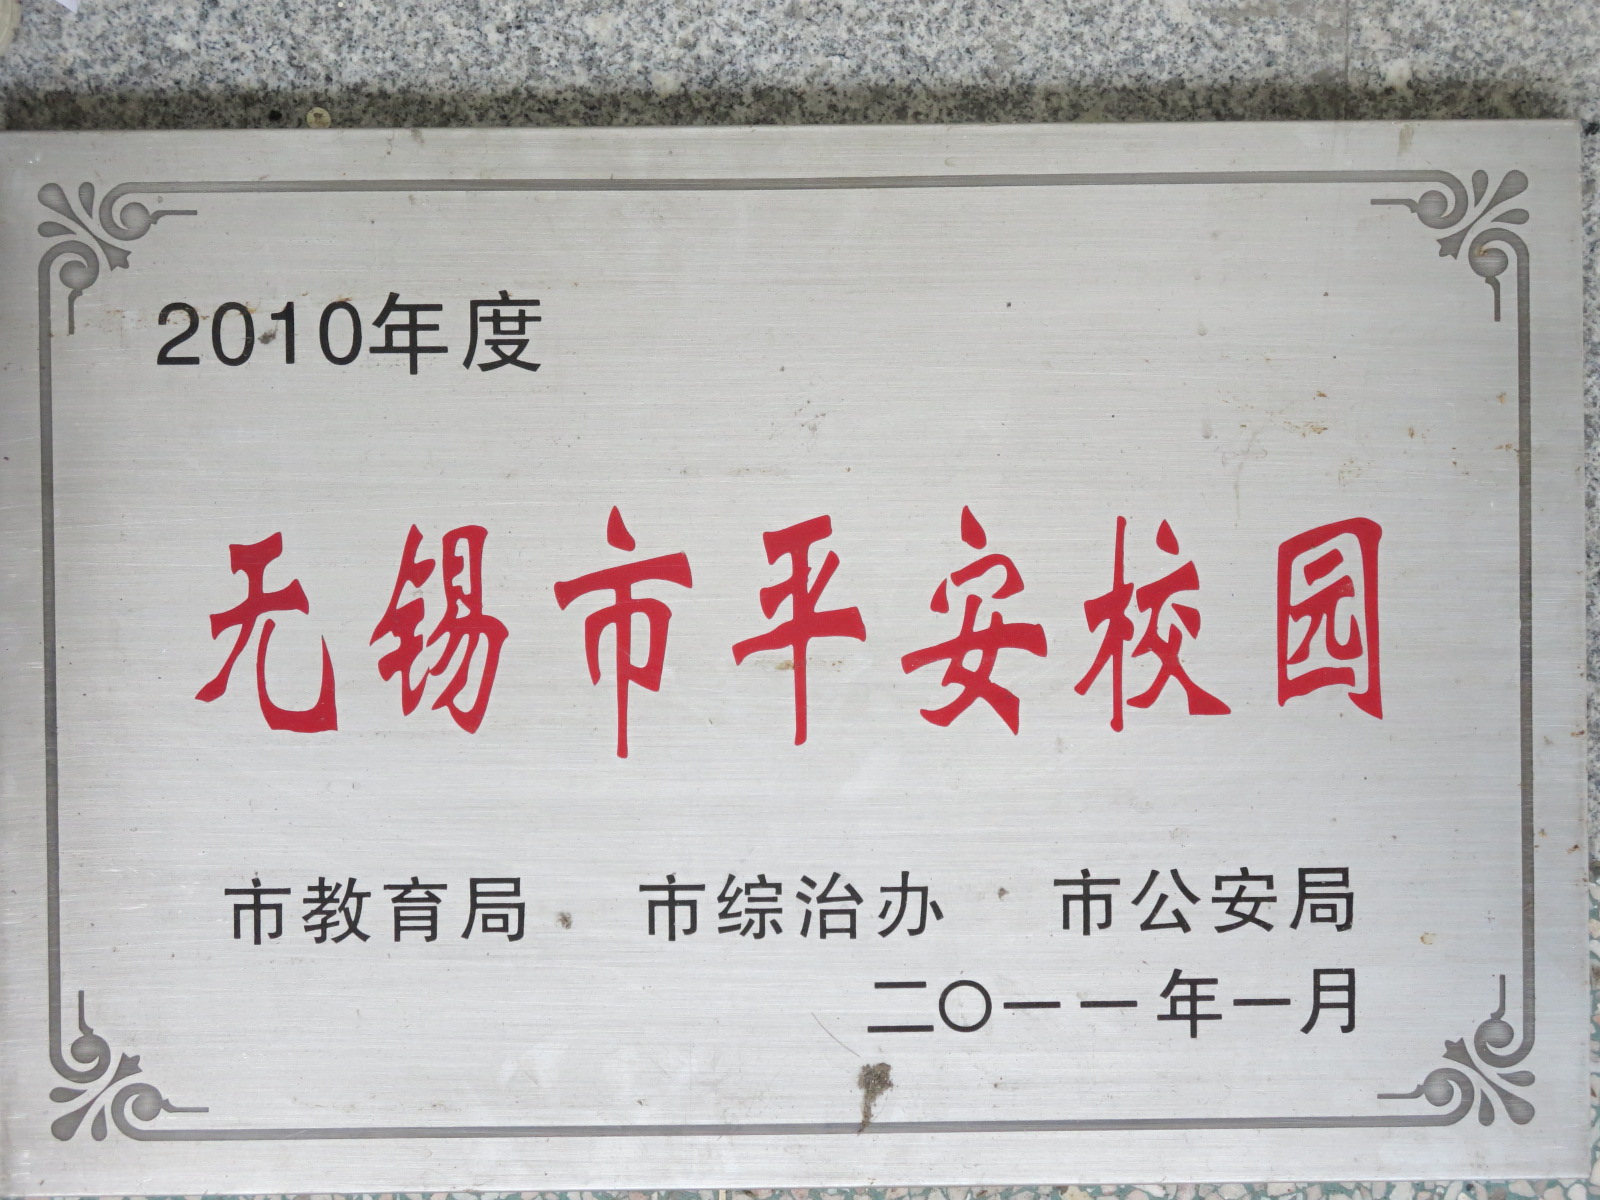 2010年度
无锡市平安校园
市教育局 市综治办 市公安局
二〇一一年一月